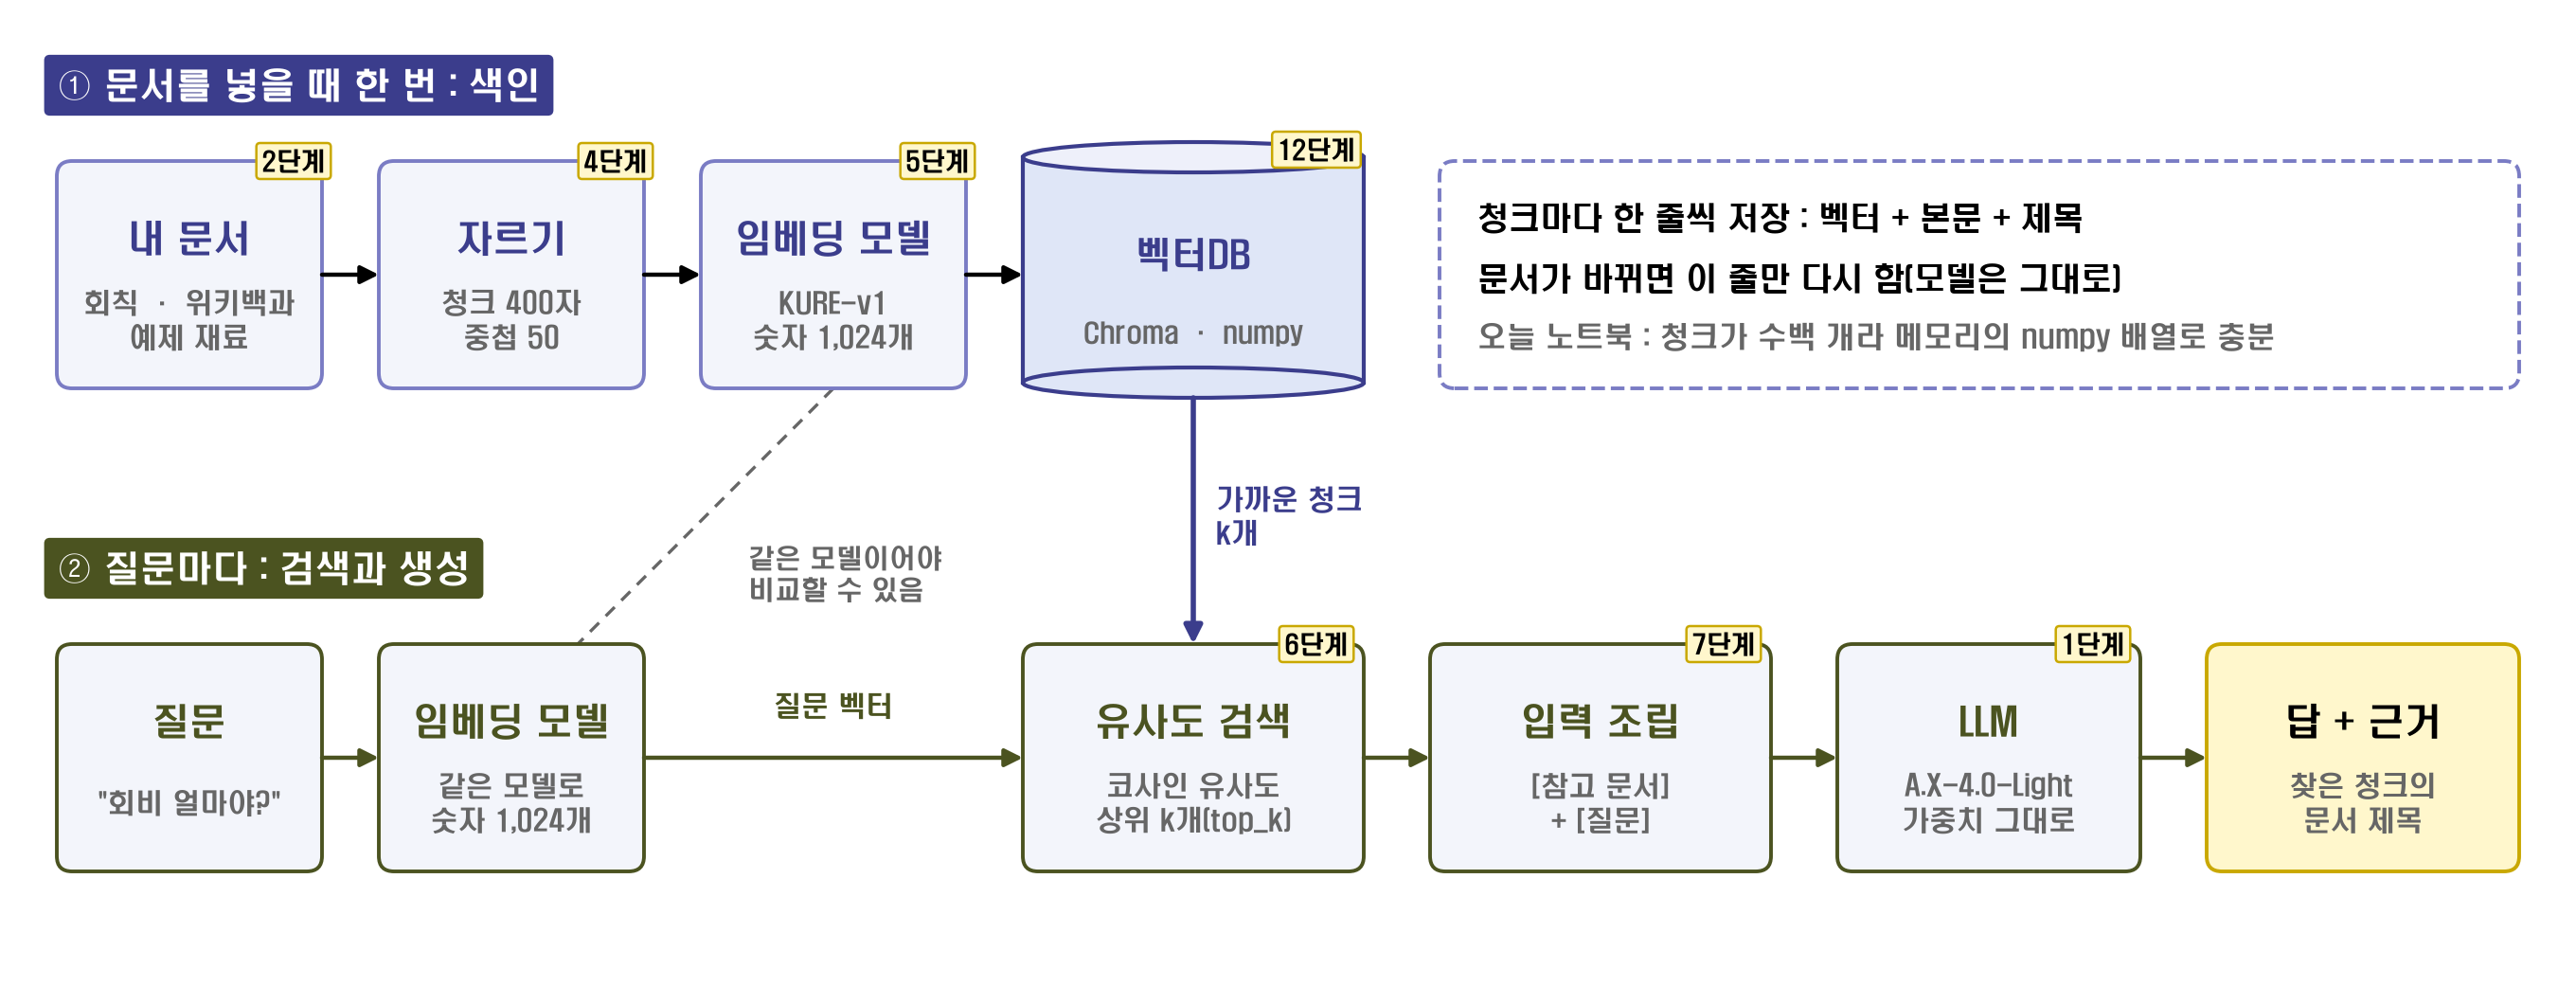 ① 문서를 넣을 때 한 번 : 색인
2단계
내 문서
회칙 · 위키백과
예제 재료
4단계
자르기
청크 400자
중첩 50
5단계
임베딩 모델
KURE-v1
숫자 1,024개
12단계
벡터DB
Chroma · numpy
청크마다 한 줄씩 저장 : 벡터 + 본문 + 제목
문서가 바뀌면 이 줄만 다시 함(모델은 그대로)
오늘 노트북 : 청크가 수백 개라 메모리의 numpy 배열로 충분
가까운 청크
k개
같은 모델이어야
비교할 수 있음
② 질문마다 : 검색과 생성
질문
"회비 얼마야?"
임베딩 모델
같은 모델로
숫자 1,024개
질문 벡터
6단계
유사도 검색
코사인 유사도
상위 k개(top_k)
7단계
입력 조립
[참고 문서]
+ [질문]
1단계
LLM
A.X-4.0-Light
가중치 그대로
답 + 근거
찾은 청크의
문서 제목